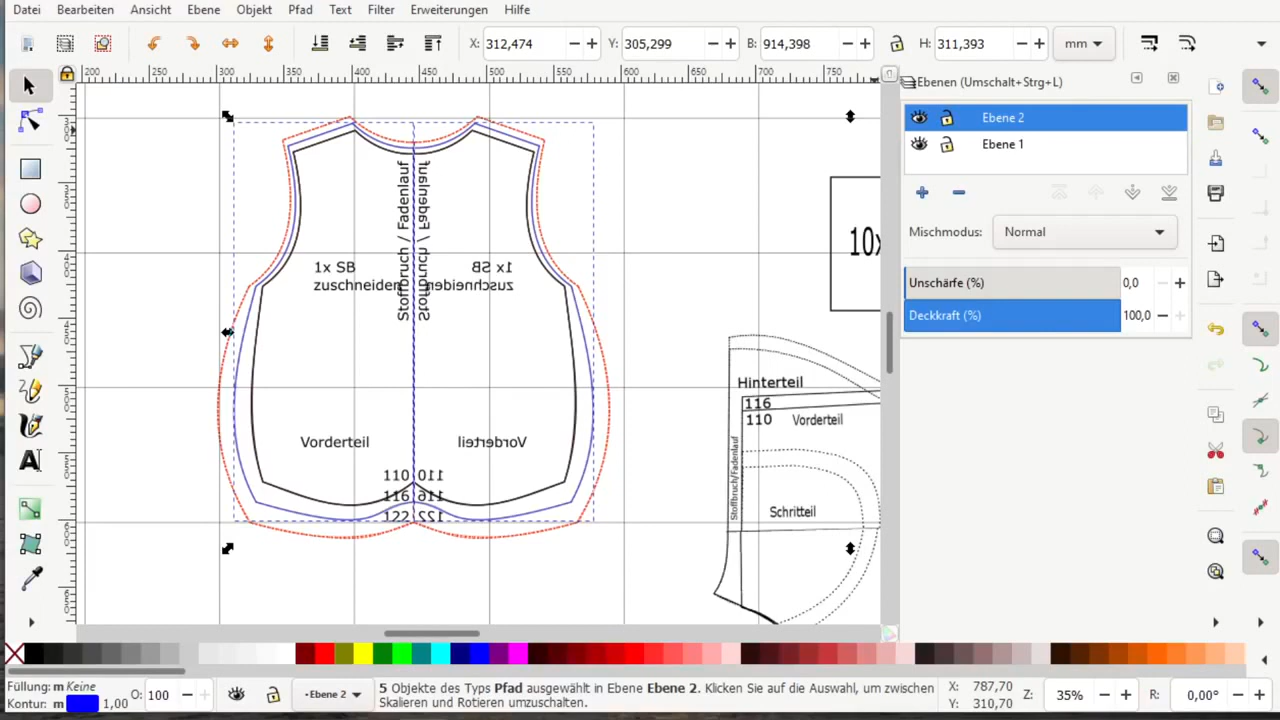 Datei Bearbeiten Ansicht Ebene Objekt Pfad Text Filter Erweiterungen Hilfe
X: 312,474 Y: 305,299 B: 914,398 H: 311,393 mm
200 250 300 350 400 450 500 550 600 650 700 750
Ebenen (Umschalt+Strg+L)
Ebene 2
Ebene 1
Mischmodus: Normal
Unschärfe (%) 0,0
Deckkraft (%) 100,0
Stoffbruch / Fadenlauf
Stoffbruch / Fadenlauf
1x SB
zuschneiden
1x SB
zuschneiden
Vorderteil
Vorderteil
110 110
116 116
122 122
10x
Hinterteil
116
110 Vorderteil
Stoffbruch/Fadenlauf
Schritteil
Füllung: m Keine
Kontur: m 1,00
O: 100
•Ebene 2
5 Objekte des Typs Pfad ausgewählt in Ebene Ebene 2. Klicken Sie auf die Auswahl, um zwischen
Skalieren und Rotieren umzuschalten.
X: 787,70
Y: 310,70
Z: 35%
R: 0,00°